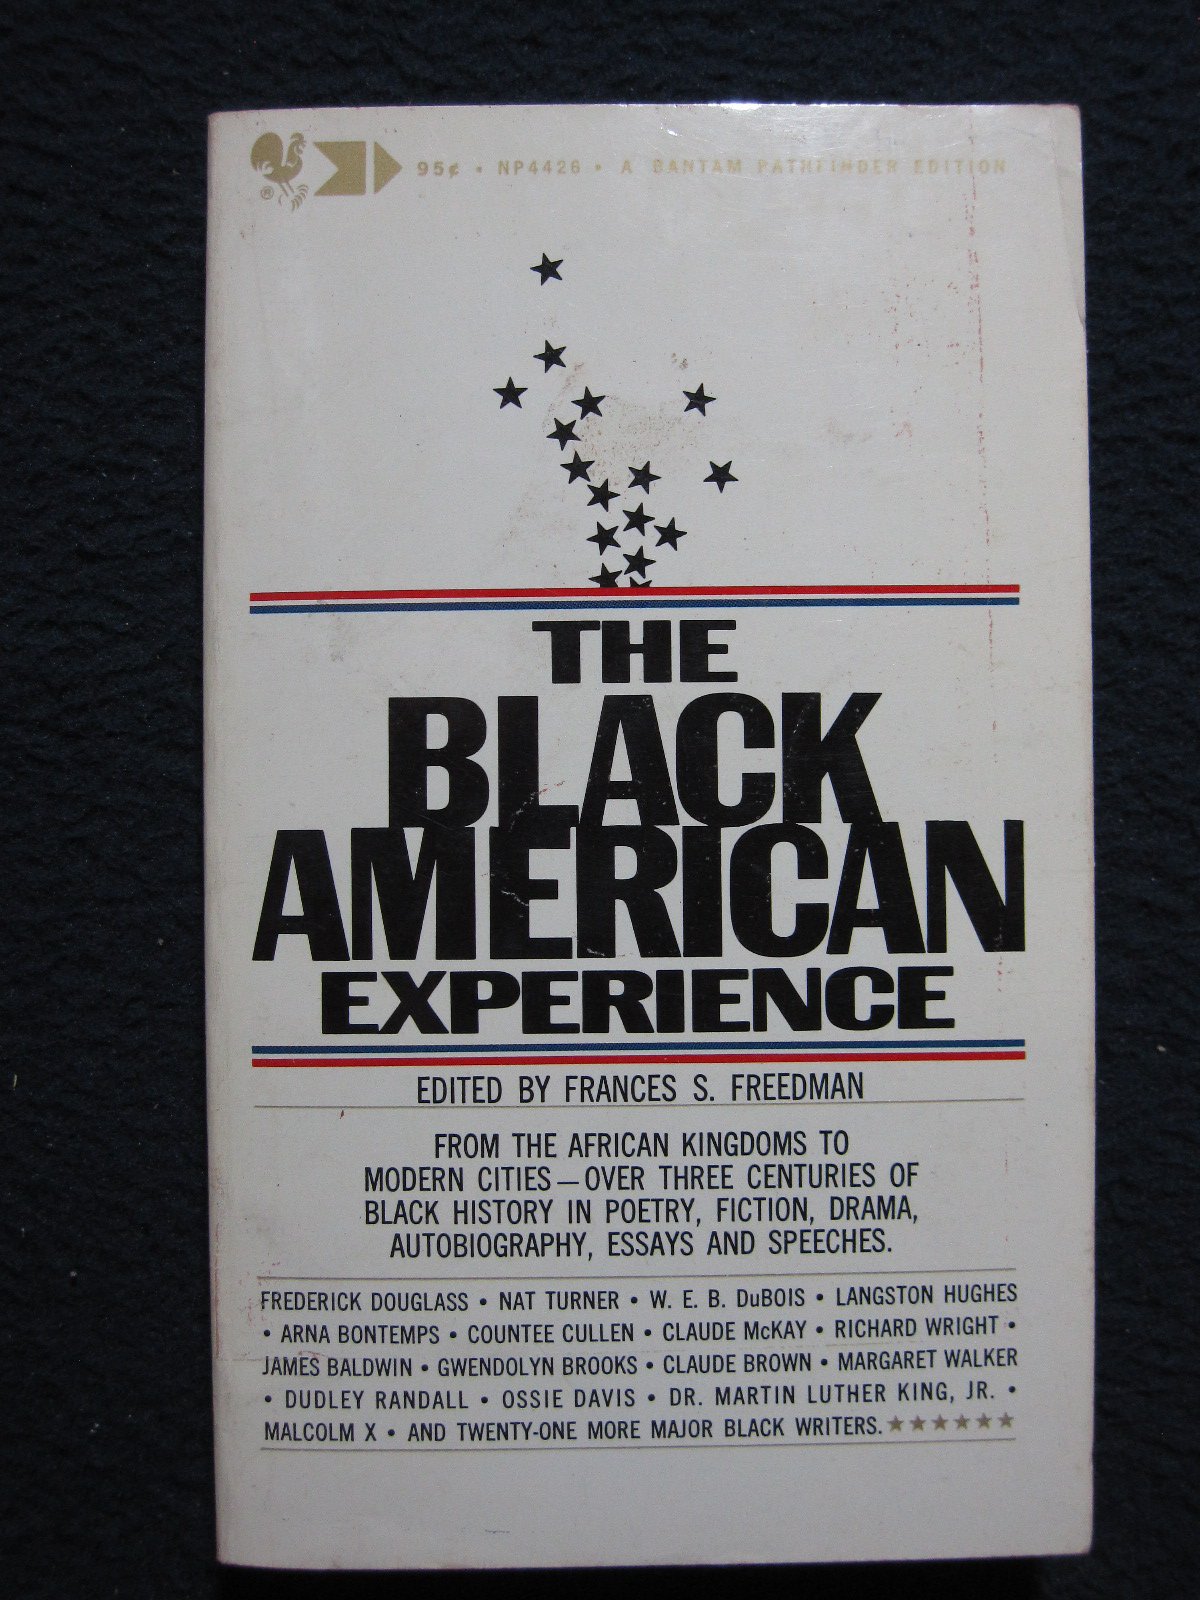 ® 95¢ • NP4426 • A BANTAM PATHFINDER EDITION
THE
BLACK
AMERICAN
EXPERIENCE
EDITED BY FRANCES S. FREEDMAN
FROM THE AFRICAN KINGDOMS TO
MODERN CITIES—OVER THREE CENTURIES OF
BLACK HISTORY IN POETRY, FICTION, DRAMA,
AUTOBIOGRAPHY, ESSAYS AND SPEECHES.
FREDERICK DOUGLASS • NAT TURNER • W. E. B. DuBOIS • LANGSTON HUGHES
• ARNA BONTEMPS • COUNTEE CULLEN • CLAUDE McKAY • RICHARD WRIGHT •
JAMES BALDWIN • GWENDOLYN BROOKS • CLAUDE BROWN • MARGARET WALKER
• DUDLEY RANDALL • OSSIE DAVIS • DR. MARTIN LUTHER KING, JR. •
MALCOLM X • AND TWENTY-ONE MORE MAJOR BLACK WRITERS. ★★★★★★